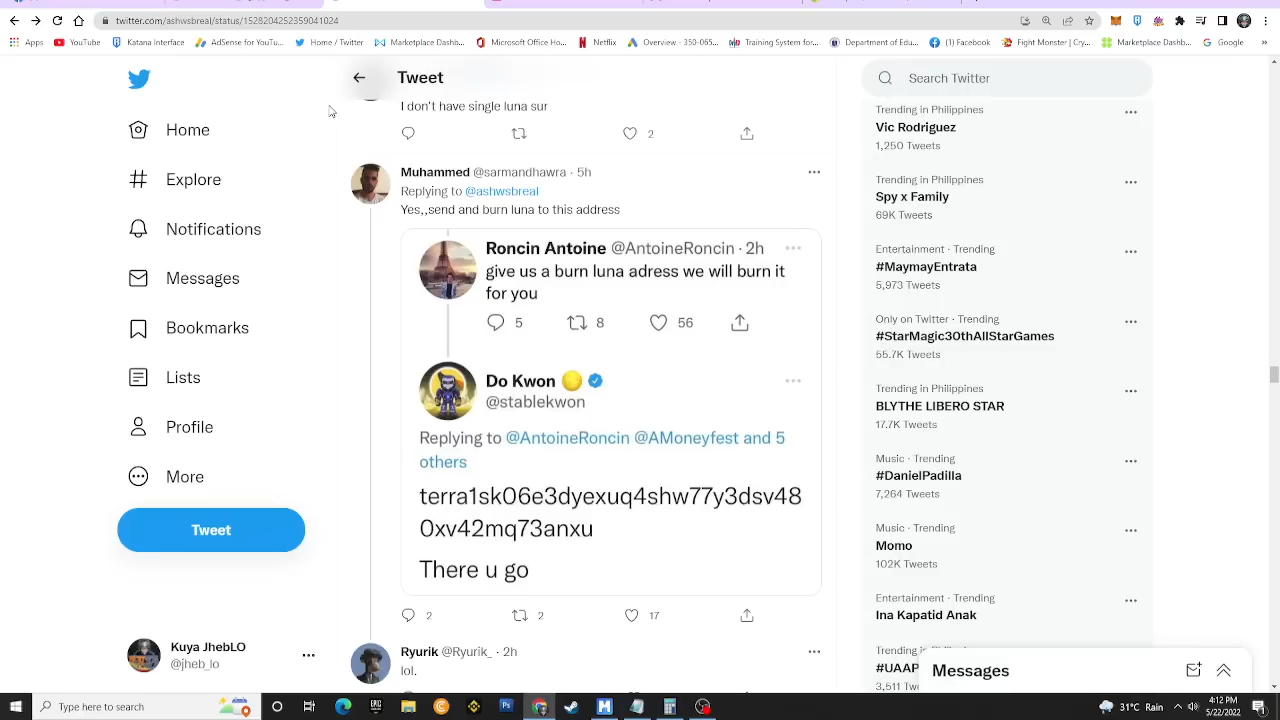 twitter.com/awsbreal/status/1528204252359041024
Apps
YouTube
Katana Interface
AdSense for YouTu...
Home / Twitter
Marketplace Dashb...
Microsoft Office Ho...
Netflix
Overview - 350-065...
Training System for...
Department of Edu...
(1) Facebook
Fight Monster | Cry...
Marketplace Dashb...
Google
Home
Explore
Notifications
Messages
Bookmarks
Lists
Profile
More
Tweet
Kuya JhebLO
@jheb_lo
Tweet
I don't have single luna sur
2
Muhammed @sarmandhawra · 5h
Replying to @ashwsbreal
Yes,,send and burn luna to this address
Roncin Antoine @AntoineRoncin · 2h
give us a burn luna adress we will burn it
for you
5 8 56
Do Kwon
@stablekwon
Replying to @AntoineRoncin @AMoneyfest and 5
others
terra1sk06e3dyexuq4shw77y3dsv48
0xv42mq73anxu
There u go
2 2 17
Ryurik @Ryurik_ · 2h
lol.
Search Twitter
Trending in Philippines
Vic Rodriguez
1,250 Tweets
Trending in Philippines
Spy x Family
69K Tweets
Entertainment · Trending
#MaymayEntrata
5,973 Tweets
Only on Twitter · Trending
#StarMagic30thAllStarGames
55.7K Tweets
Trending in Philippines
BLYTHE LIBERO STAR
17.7K Tweets
Music · Trending
#DanielPadilla
7,264 Tweets
Music · Trending
Momo
102K Tweets
Entertainment · Trending
Ina Kapatid Anak
#UAAP
3,511
Messages
Type here to search
31°C Rain
4:12 PM
5/22/2022